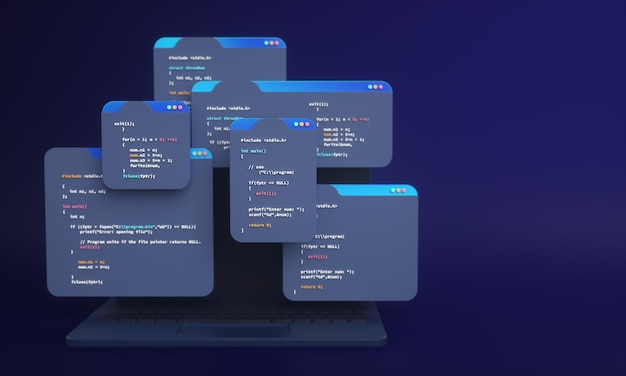 #include <stdio.h>
struct threeNum
{
int n1, n2, n3;
};
int main()
#include <stdio.h>
struct thre
{
int n1,
};
if ((fp
exit(1);
}
for(n = 1; n < 5; ++n)
{
num.n1 = n;
num.n2 = 5*n;
num.n3 = 5*n + 1;
fwrite(&num,
}
fclose(fptr);
exit(1);
}
for(n = 1; n < 5; ++n)
{
num.n1 = n;
num.n2 = 5*n;
num.n3 = 5*n + 1;
fwrite(&num,
}
fclose(fptr);
#include <stdio.h>
int main()
{
// use
("C:\\program)
if(fptr == NULL)
{
exit(1);
}
printf("Enter num: ");
scanf("%d",&num);
return 0;
}
#include <stdi
{
int n1, n2, n3;
};
int main()
{
int n;
if ((fptr = fopen("C:\\program.bin","wb")) == NULL){
printf("Error! opening file");
// Program exits if the file pointer returns NULL.
exit(1);
}
num.n1 = n;
num.n2 = 5*n;
}
fclose(fptr);
}
stdio.h>
C:\\program)
if(fptr == NULL)
{
exit(1);
}
printf("Enter num: ");
scanf("%d",&num);
return 0;
}